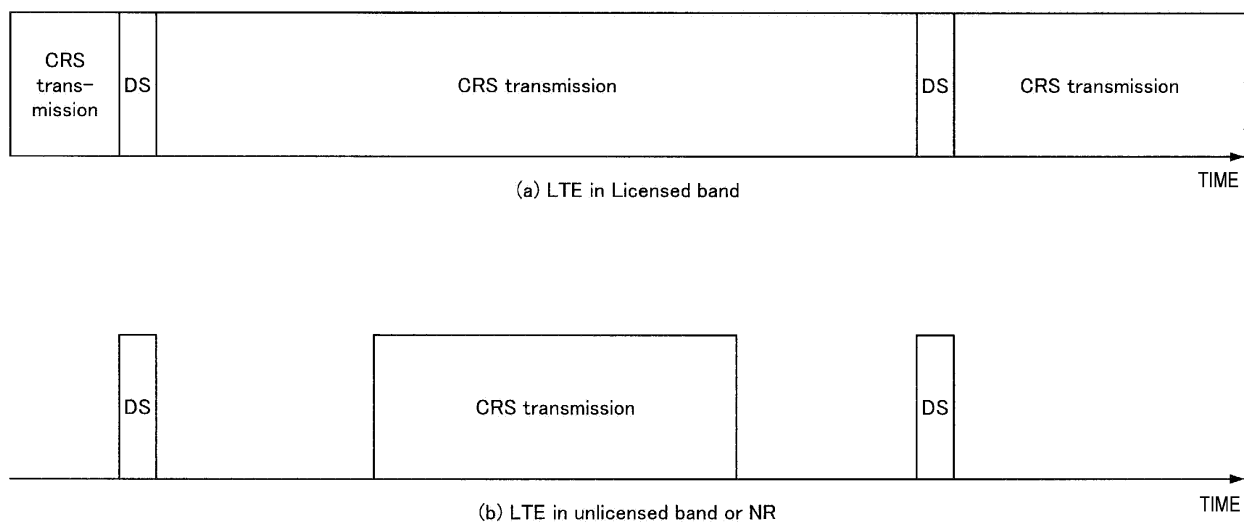 CRS
trans-
mission
DS
CRS transmission
DS
CRS transmission
TIME
(a) LTE in Licensed band
DS
CRS transmission
DS
TIME
(b) LTE in unlicensed band or NR